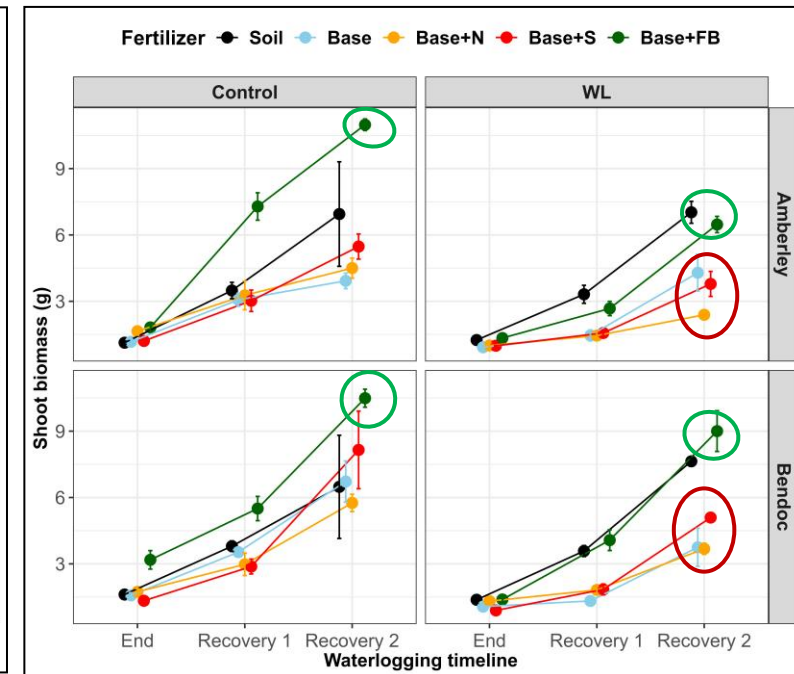 Fertilizer Soil Base Base+N Base+S Base+FB
Control WL
9
6
3
Amberley
9
6
3
Bendoc
Shoot biomass (g)
End Recovery 1 Recovery 2 End Recovery 1 Recovery 2
Waterlogging timeline